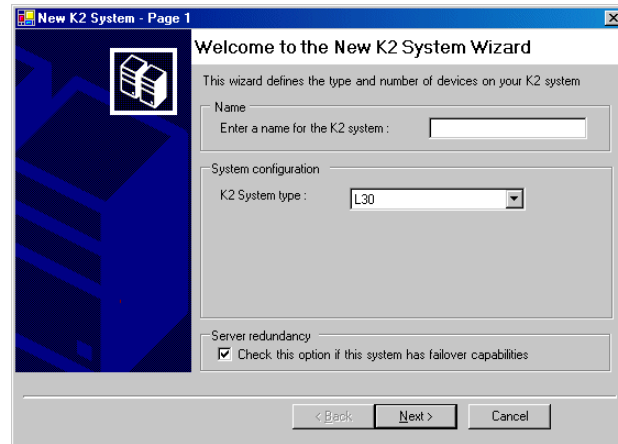 New K2 System - Page 1
Welcome to the New K2 System Wizard
This wizard defines the type and number of devices on your K2 system
Name
Enter a name for the K2 system :
System configuration
K2 System type :
L30
Server redundancy
Check this option if this system has failover capabilities
< Back
Next >
Cancel